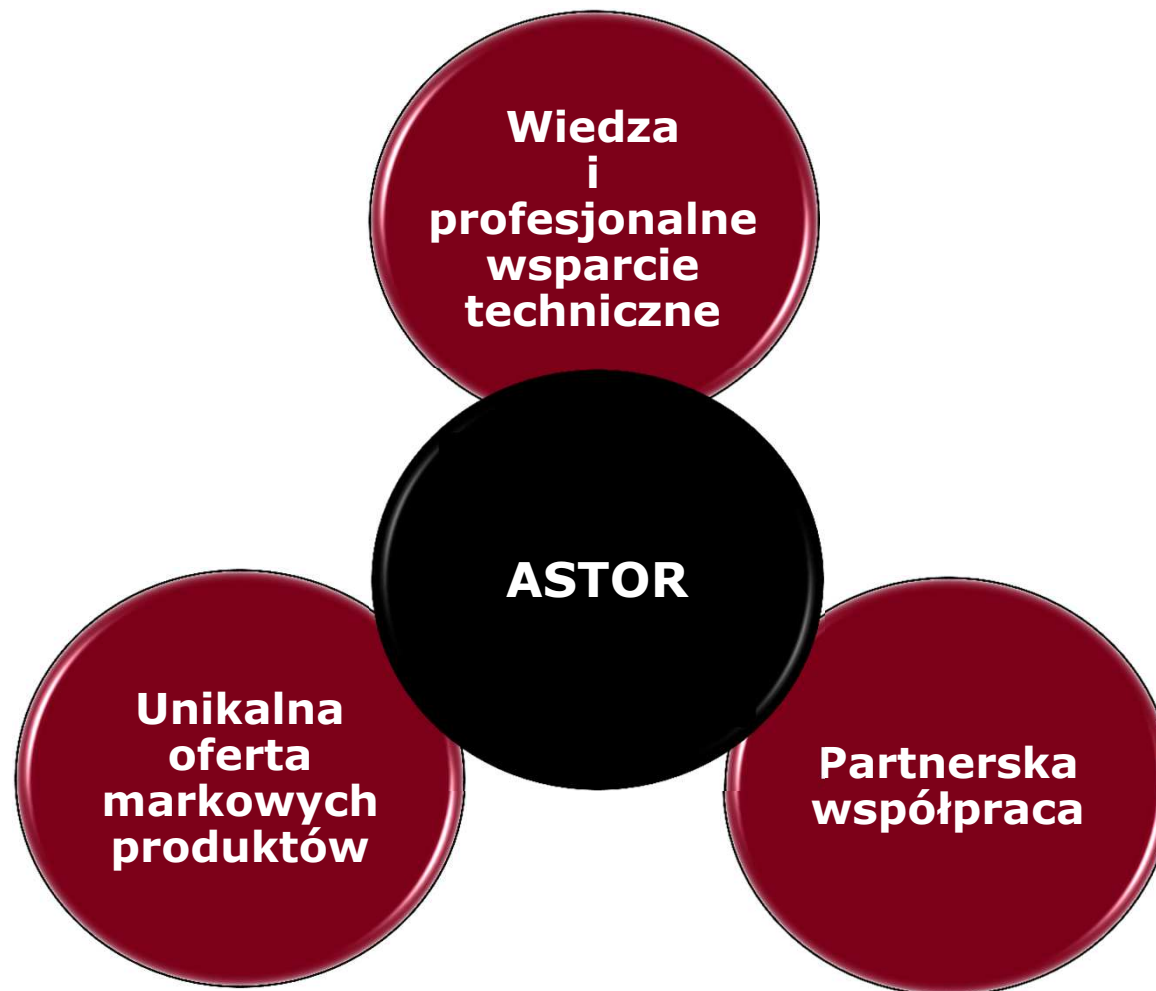 Wiedza
i
profesjonalne
wsparcie
techniczne
ASTOR
Unikalna
oferta
markowych
produktów
Partnerska
współpraca